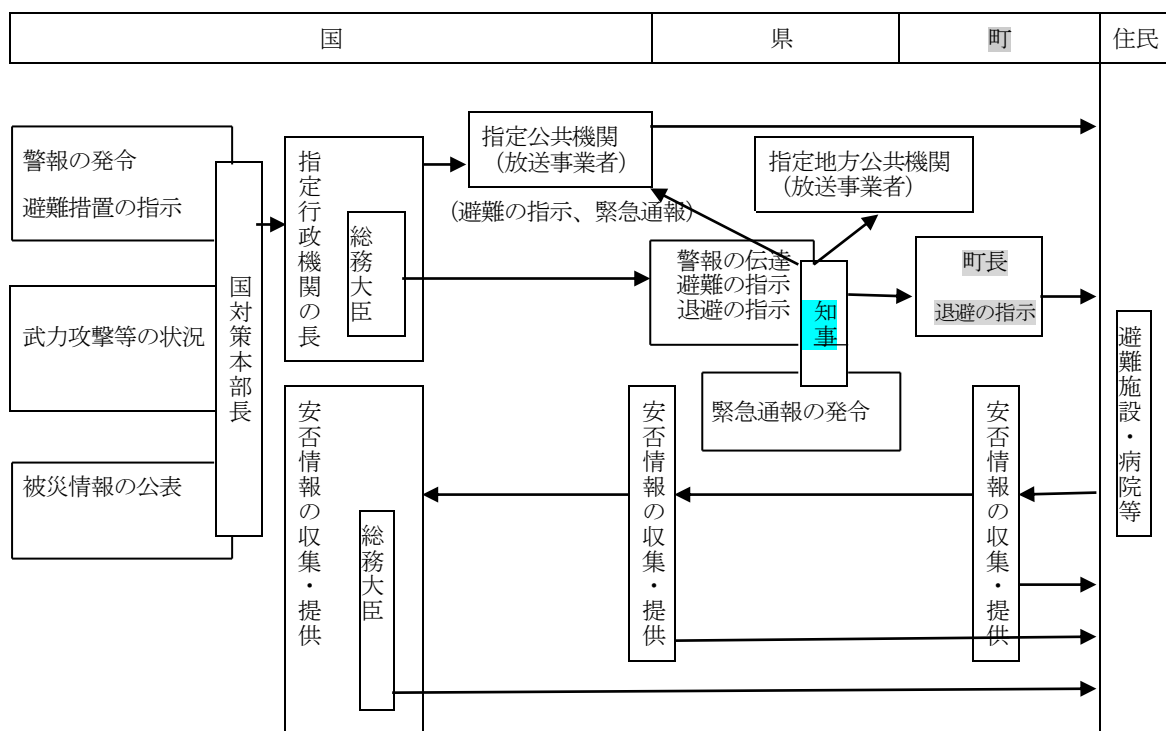 国
県
町
住民
警報の発令
避難措置の指示
武力攻撃等の状況
被災情報の公表
国対策本部長
指定行政機関の長
総務大臣
指定公共機関
（放送事業者）
（避難の指示、緊急通報）
指定地方公共機関
（放送事業者）
警報の伝達
避難の指示
退避の指示
知事
緊急通報の発令
町長
退避の指示
避難施設・病院等
安否情報の収集・提供
総務大臣
安否情報の収集・提供
安否情報の収集・提供